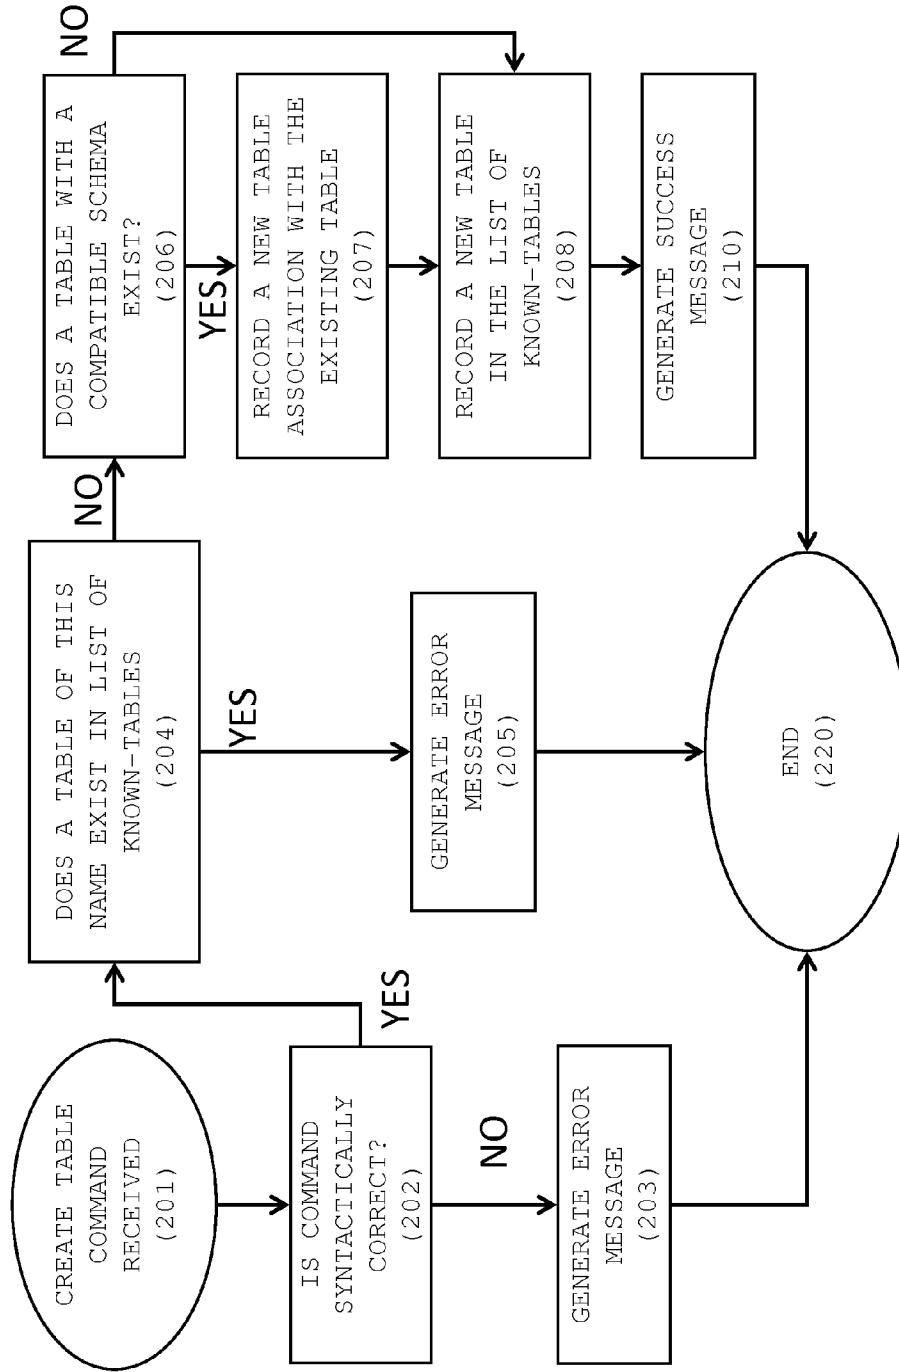 CREATE TABLE
COMMAND
RECEIVED
(201)
IS COMMAND
SYNTACTICALLY
CORRECT?
(202)
YES
NO
GENERATE ERROR
MESSAGE
(203)
DOES A TABLE OF THIS
NAME EXIST IN LIST OF
KNOWN-TABLES
(204)
NO
YES
GENERATE ERROR
MESSAGE
(205)
DOES A TABLE WITH A
COMPATIBLE SCHEMA
EXIST?
(206)
NO
YES
RECORD A NEW TABLE
ASSOCIATION WITH THE
EXISTING TABLE
(207)
RECORD A NEW TABLE
IN THE LIST OF
KNOWN-TABLES
(208)
GENERATE SUCCESS
MESSAGE
(210)
END
(220)